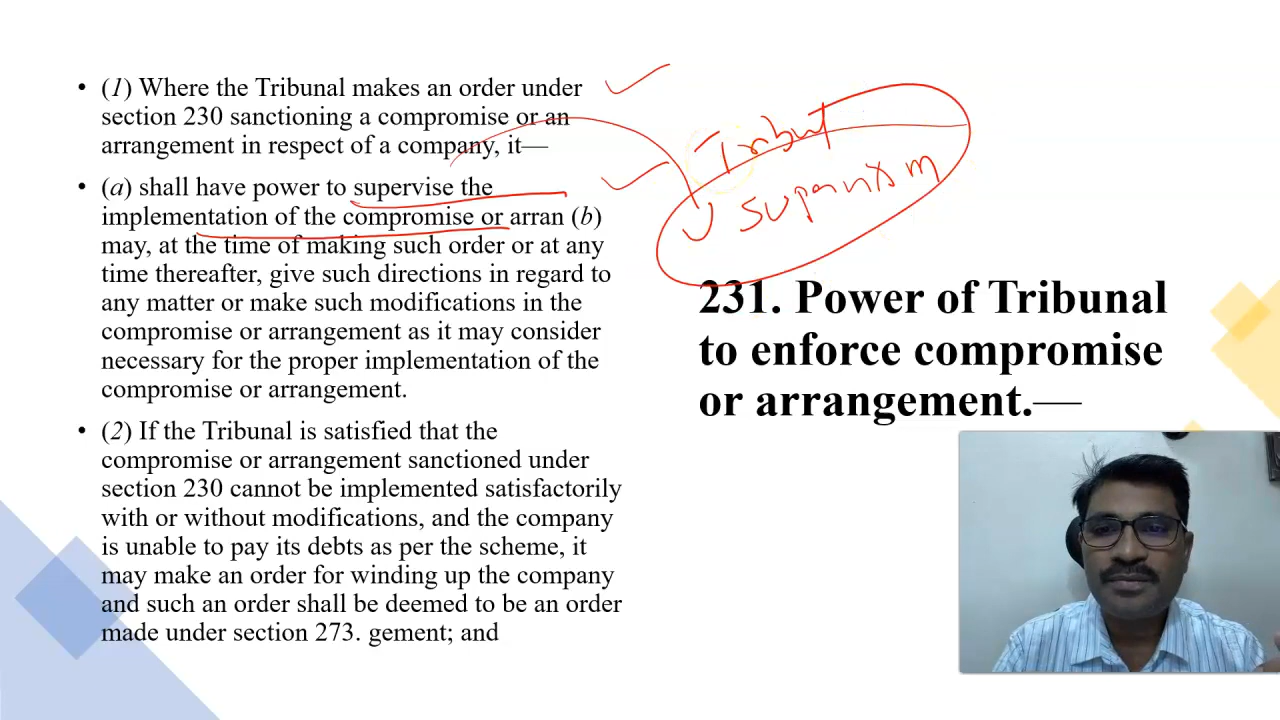 • (1) Where the Tribunal makes an order under
section 230 sanctioning a compromise or an
arrangement in respect of a company, it—
• (a) shall have power to supervise the
implementation of the compromise or arran (b)
may, at the time of making such order or at any
time thereafter, give such directions in regard to
any matter or make such modifications in the
compromise or arrangement as it may consider
necessary for the proper implementation of the
compromise or arrangement.
• (2) If the Tribunal is satisfied that the
compromise or arrangement sanctioned under
section 230 cannot be implemented satisfactorily
with or without modifications, and the company
is unable to pay its debts as per the scheme, it
may make an order for winding up the company
and such an order shall be deemed to be an order
made under section 273. gement; and
231. Power of Tribunal
to enforce compromise
or arrangement.—